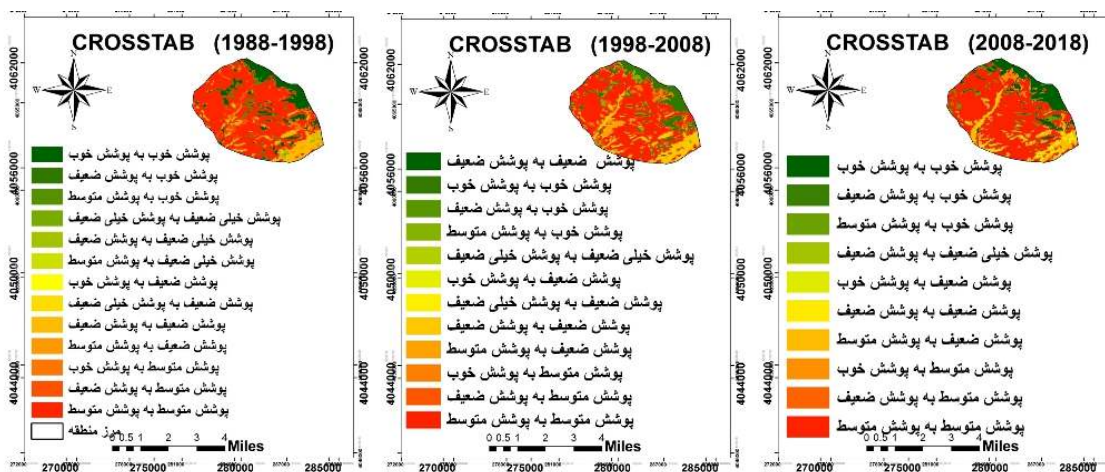 CROSSTAB (1988-1998)
N
W
E
S
4062000
4056000
4050000
4044000
پوشش خوب به پوشش خوب
پوشش خوب به پوشش ضعیف
پوشش خوب به پوشش متوسط
پوشش خیلی ضعیف به پوشش خیلی ضعیف
پوشش خیلی ضعیف به پوشش ضعیف
پوشش خیلی ضعیف به پوشش متوسط
پوشش ضعیف به پوشش خوب
پوشش ضعیف به پوشش خیلی ضعیف
پوشش ضعیف به پوشش ضعیف
پوشش ضعیف به پوشش متوسط
پوشش متوسط به پوشش خوب
پوشش متوسط به پوشش ضعیف
پوشش متوسط به پوشش متوسط
مرز منطقه
0 0.5 1 2 3 4 Miles
270000 275000 280000 285000
CROSSTAB (1998-2008)
N
W
E
S
4062000
4056000
4050000
4044000
پوشش ضعیف به پوشش ضعیف
پوشش خوب به پوشش خوب
پوشش خوب به پوشش ضعیف
پوشش خوب به پوشش متوسط
پوشش خیلی ضعیف به پوشش خیلی ضعیف
پوشش ضعیف به پوشش خوب
پوشش ضعیف به پوشش خیلی ضعیف
پوشش ضعیف به پوشش ضعیف
پوشش ضعیف به پوشش متوسط
پوشش متوسط به پوشش خوب
پوشش متوسط به پوشش ضعیف
پوشش متوسط به پوشش متوسط
0 0.5 1 2 3 4 Miles
270000 275000 280000 285000
CROSSTAB (2008-2018)
N
W
E
S
4062000
4056000
4050000
4044000
پوشش خوب به پوشش خوب
پوشش خوب به پوشش ضعیف
پوشش خوب به پوشش متوسط
پوشش خیلی ضعیف به پوشش ضعیف
پوشش ضعیف به پوشش خوب
پوشش ضعیف به پوشش ضعیف
پوشش ضعیف به پوشش متوسط
پوشش متوسط به پوشش خوب
پوشش متوسط به پوشش ضعیف
پوشش متوسط به پوشش متوسط
0 0.5 1 2 3 4 Miles
270000 275000 280000 285000